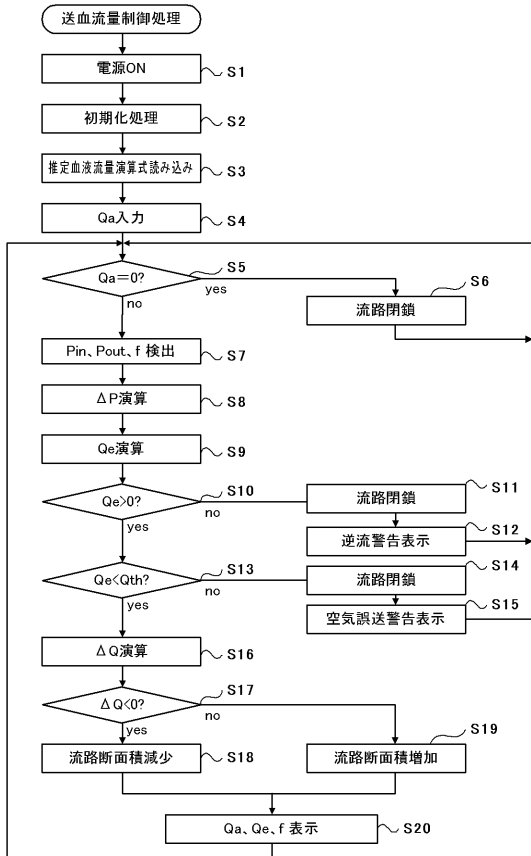 送血流量制御処理
電源ON
S1
初期化処理
S2
推定血液流量演算式読み込み
S3
Qa入力
S4
Qa=0?
S5
yes
no
流路閉鎖
S6
Pin、Pout、f 検出
S7
ΔP演算
S8
Qe演算
S9
Qe>0?
S10
no
yes
流路閉鎖
S11
逆流警告表示
S12
Qe<Qth?
S13
no
yes
流路閉鎖
S14
空気誤送警告表示
S15
ΔQ演算
S16
ΔQ<0?
S17
no
yes
流路断面積減少
S18
流路断面積増加
S19
Qa、Qe、f 表示
S20